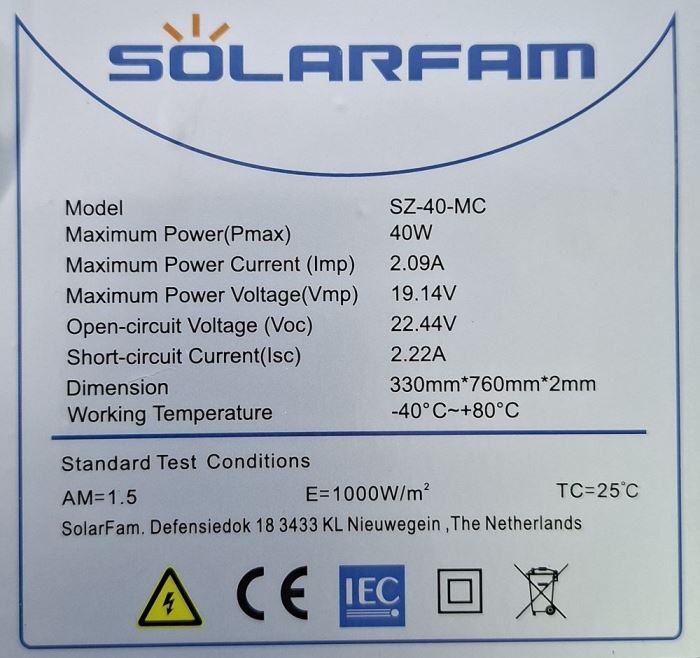 SOLARFAM
Model SZ-40-MC
Maximum Power(Pmax) 40W
Maximum Power Current (Imp) 2.09A
Maximum Power Voltage(Vmp) 19.14V
Open-circuit Voltage (Voc) 22.44V
Short-circuit Current(Isc) 2.22A
Dimension 330mm*760mm*2mm
Working Temperature -40°C~+80°C
Standard Test Conditions
AM=1.5 E=1000W/m² TC=25°C
SolarFam. Defensiedok 18 3433 KL Nieuwegein ,The Netherlands
CE IEC